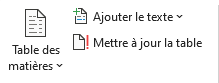 Table des
matières
Ajouter le texte
Mettre à jour la table